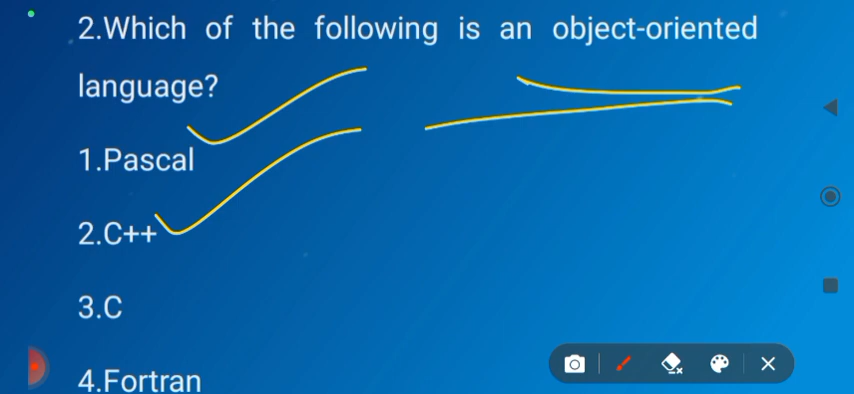 2.Which of the following is an object-oriented
language?
1.Pascal
2.C++
3.C
4.Fortran